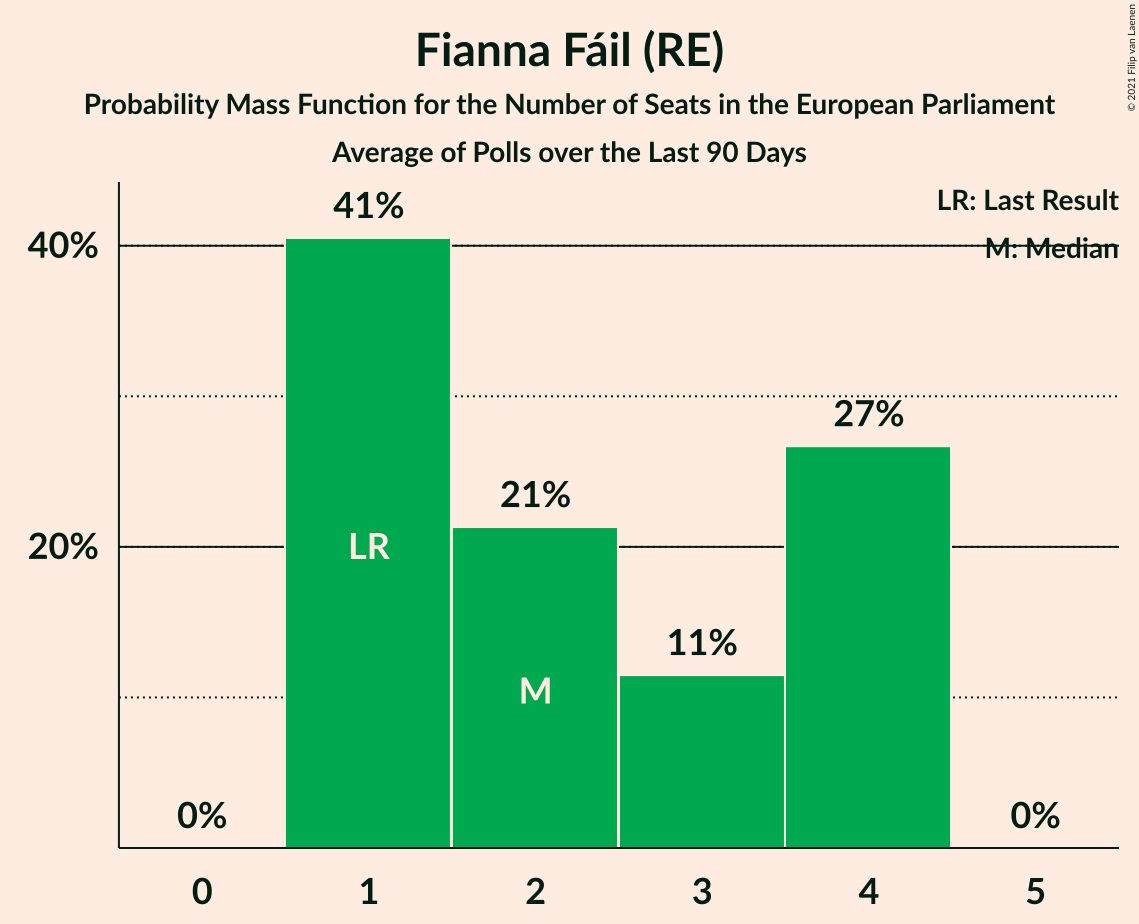 Fianna Fáil (RE)
Probability Mass Function for the Number of Seats in the European Parliament
Average of Polls over the Last 90 Days
© 2021 Filip van Laenen
LR: Last Result
M: Median
40%
20%
0%
41%
21%
11%
27%
0%
LR
M
0 1 2 3 4 5